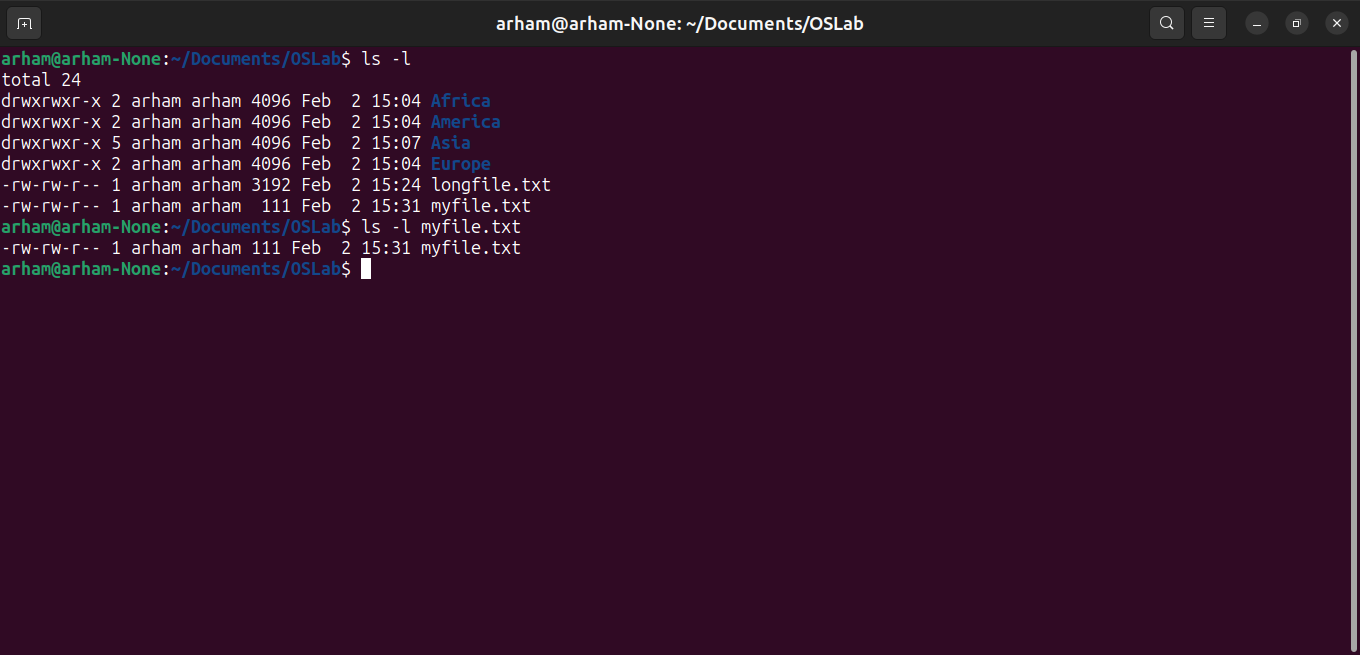 arham@arham-None: ~/Documents/OSLab
arham@arham-None:~/Documents/OSLab$ ls -l
total 24
drwxrwxr-x 2 arham arham 4096 Feb  2 15:04 Africa
drwxrwxr-x 2 arham arham 4096 Feb  2 15:04 America
drwxrwxr-x 5 arham arham 4096 Feb  2 15:07 Asia
drwxrwxr-x 2 arham arham 4096 Feb  2 15:04 Europe
-rw-rw-r-- 1 arham arham 3192 Feb  2 15:24 longfile.txt
-rw-rw-r-- 1 arham arham  111 Feb  2 15:31 myfile.txt
arham@arham-None:~/Documents/OSLab$ ls -l myfile.txt
-rw-rw-r-- 1 arham arham 111 Feb  2 15:31 myfile.txt
arham@arham-None:~/Documents/OSLab$